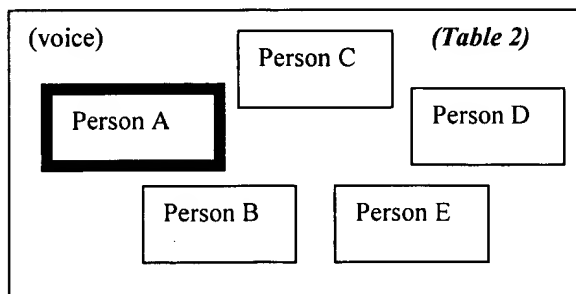 (voice)
(Table 2)
Person C
Person A
Person D
Person B
Person E